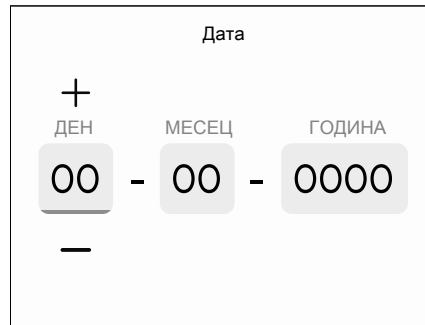 Дата
+
ДЕН МЕСЕЦ ГОДИНА
00 - 00 - 0000
—